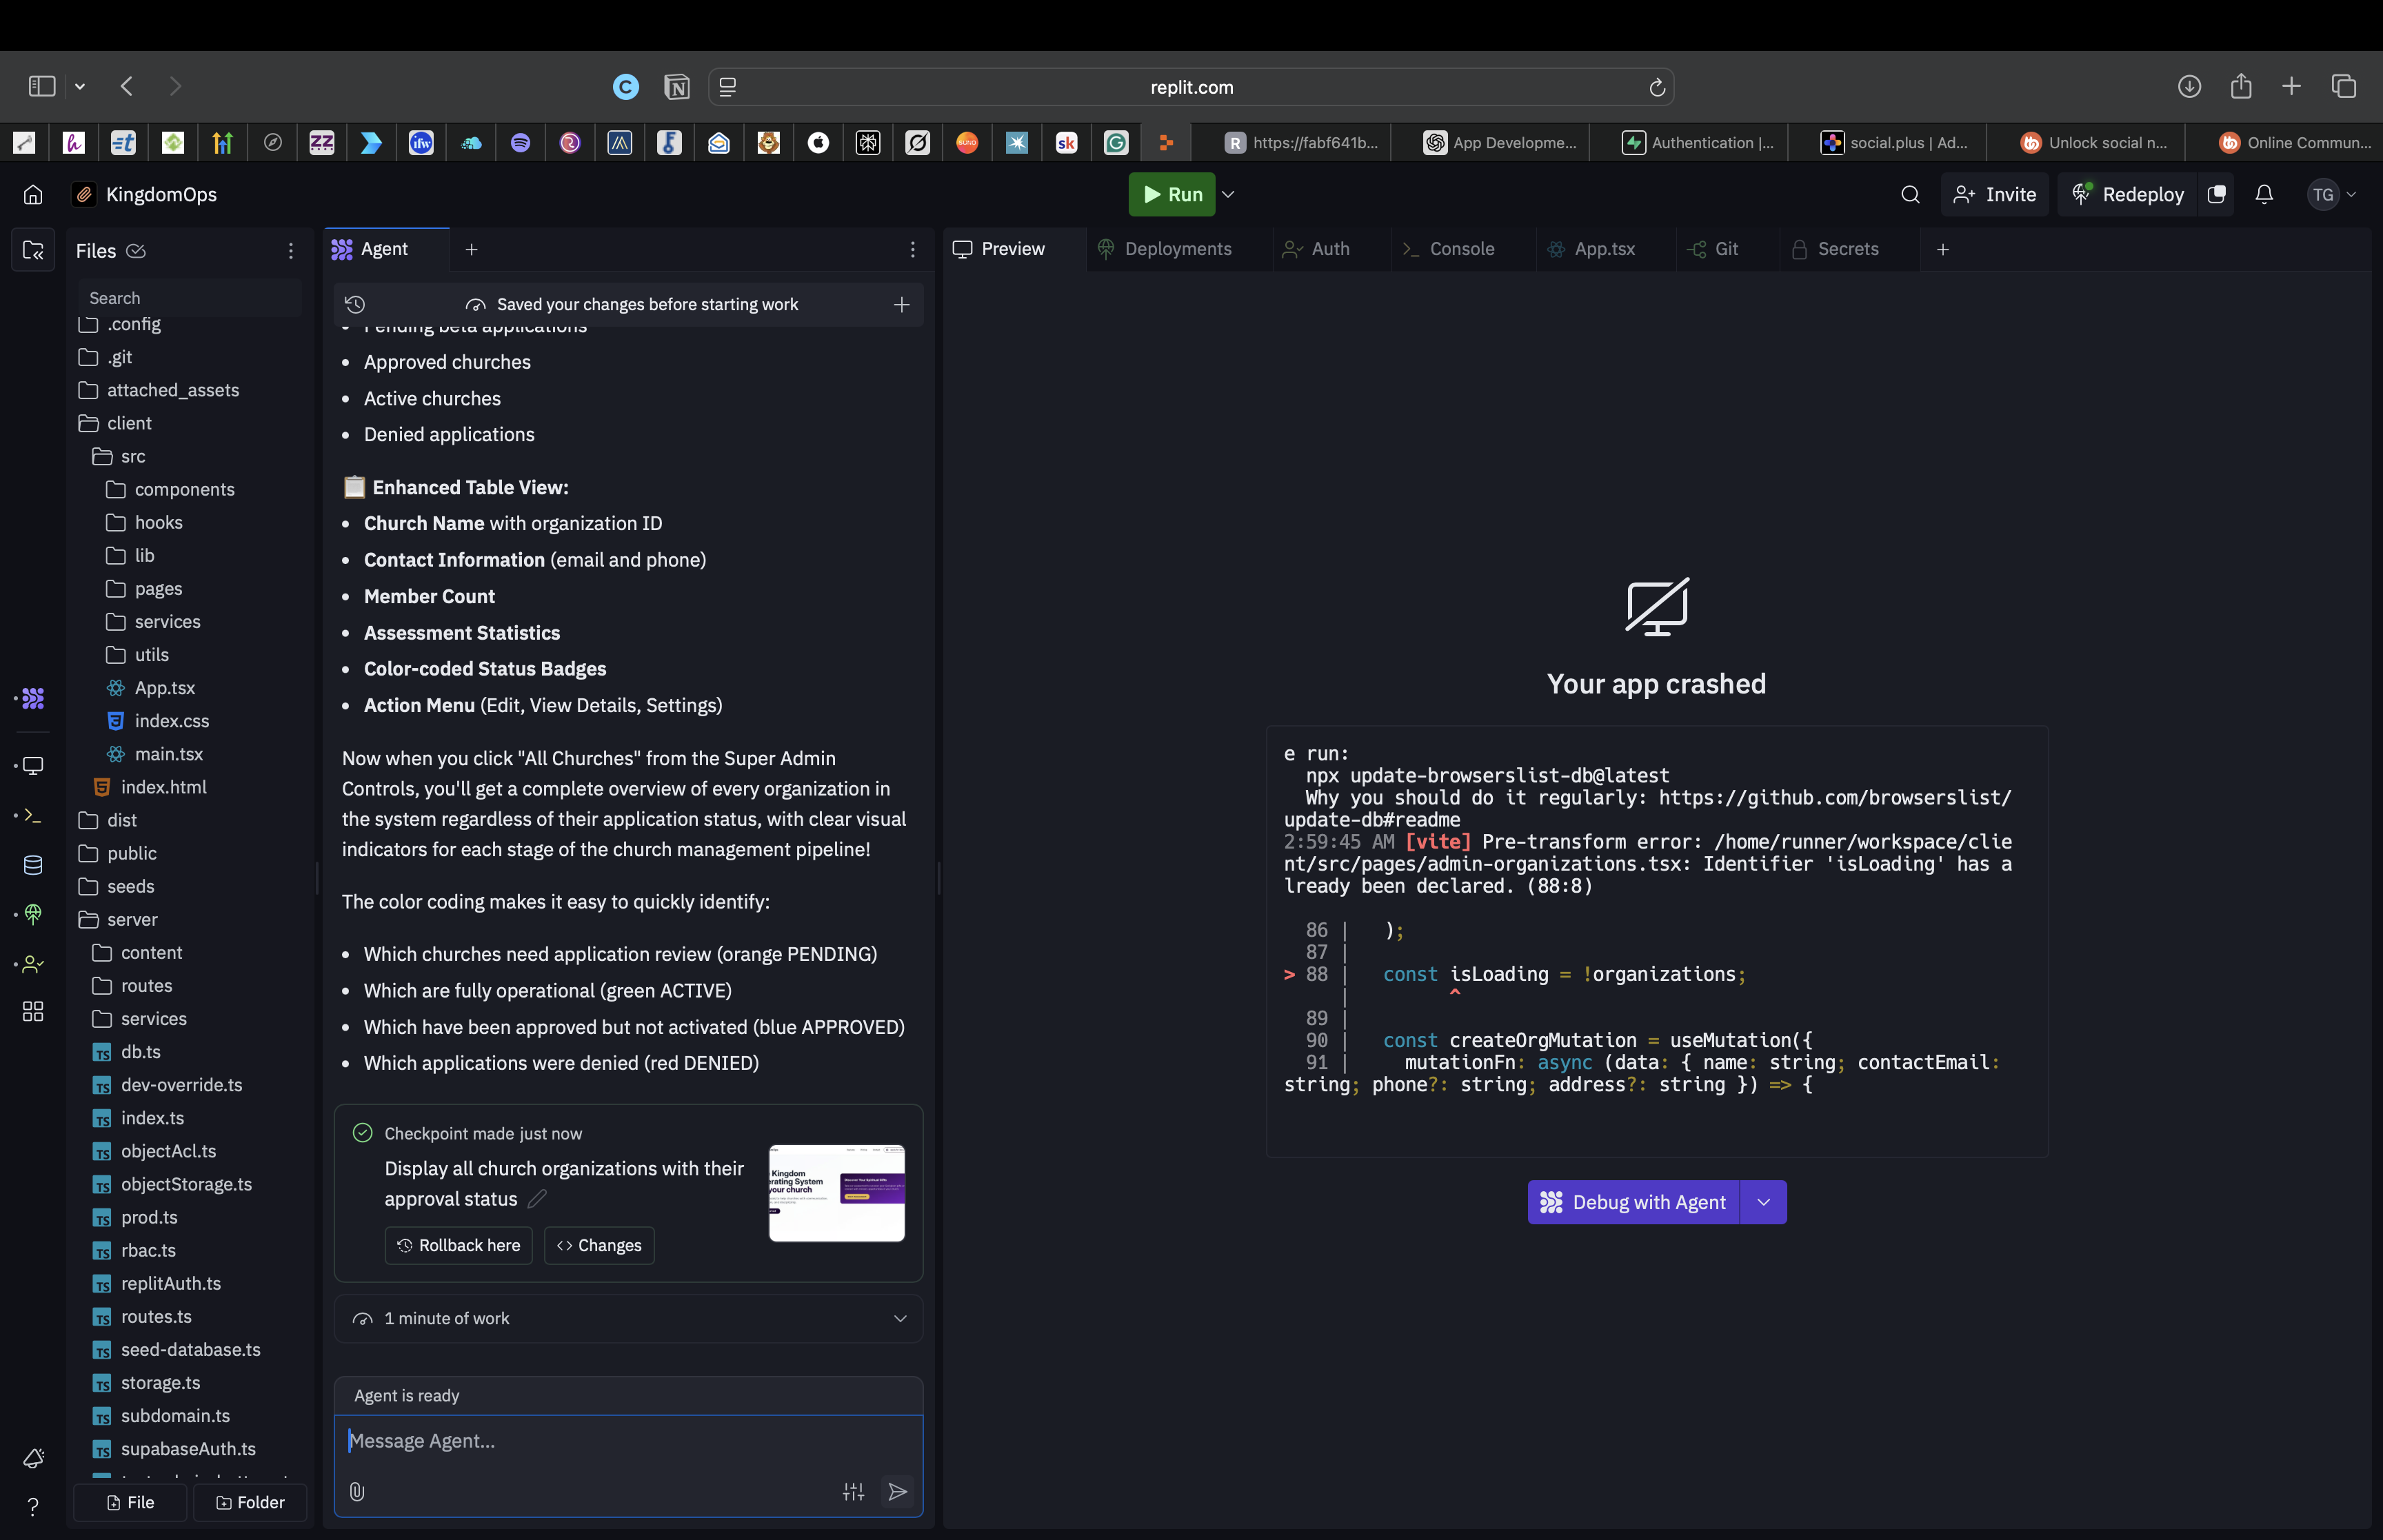 replit.com
https://fabf641b...
App Developme...
Authentication |...
social.plus | Ad...
Unlock social n...
Online Commun...
KingdomOps
Run
Invite
Redeploy
TG
Files
Search
.config
.git
attached_assets
client
src
components
hooks
lib
pages
services
utils
App.tsx
index.css
main.tsx
index.html
dist
public
seeds
server
content
routes
services
db.ts
dev-override.ts
index.ts
objectAcl.ts
objectStorage.ts
prod.ts
rbac.ts
replitAuth.ts
routes.ts
seed-database.ts
storage.ts
subdomain.ts
supabaseAuth.ts
File
Folder
Agent
Saved your changes before starting work
Pending beta applications
• Approved churches
• Active churches
• Denied applications
📋 Enhanced Table View:
• Church Name with organization ID
• Contact Information (email and phone)
• Member Count
• Assessment Statistics
• Color-coded Status Badges
• Action Menu (Edit, View Details, Settings)
Now when you click "All Churches" from the Super Admin
Controls, you'll get a complete overview of every organization in
the system regardless of their application status, with clear visual
indicators for each stage of the church management pipeline!
The color coding makes it easy to quickly identify:
• Which churches need application review (orange PENDING)
• Which are fully operational (green ACTIVE)
• Which have been approved but not activated (blue APPROVED)
• Which applications were denied (red DENIED)
Checkpoint made just now
Display all church organizations with their
approval status
Rollback here
Changes
1 minute of work
Agent is ready
Message Agent...
Preview
Deployments
Auth
Console
App.tsx
Git
Secrets
Your app crashed
e run:
npx update-browserslist-db@latest
Why you should do it regularly: https://github.com/browserslist/
update-db#readme
2:59:45 AM [vite] Pre-transform error: /home/runner/workspace/clie
nt/src/pages/admin-organizations.tsx: Identifier 'isLoading' has a
lready been declared. (88:8)
86 | );
87 |
> 88 | const isLoading = !organizations;
| ^
89 |
90 | const createOrgMutation = useMutation({
91 | mutationFn: async (data: { name: string; contactEmail:
string; phone?: string; address?: string }) => {
Debug with Agent